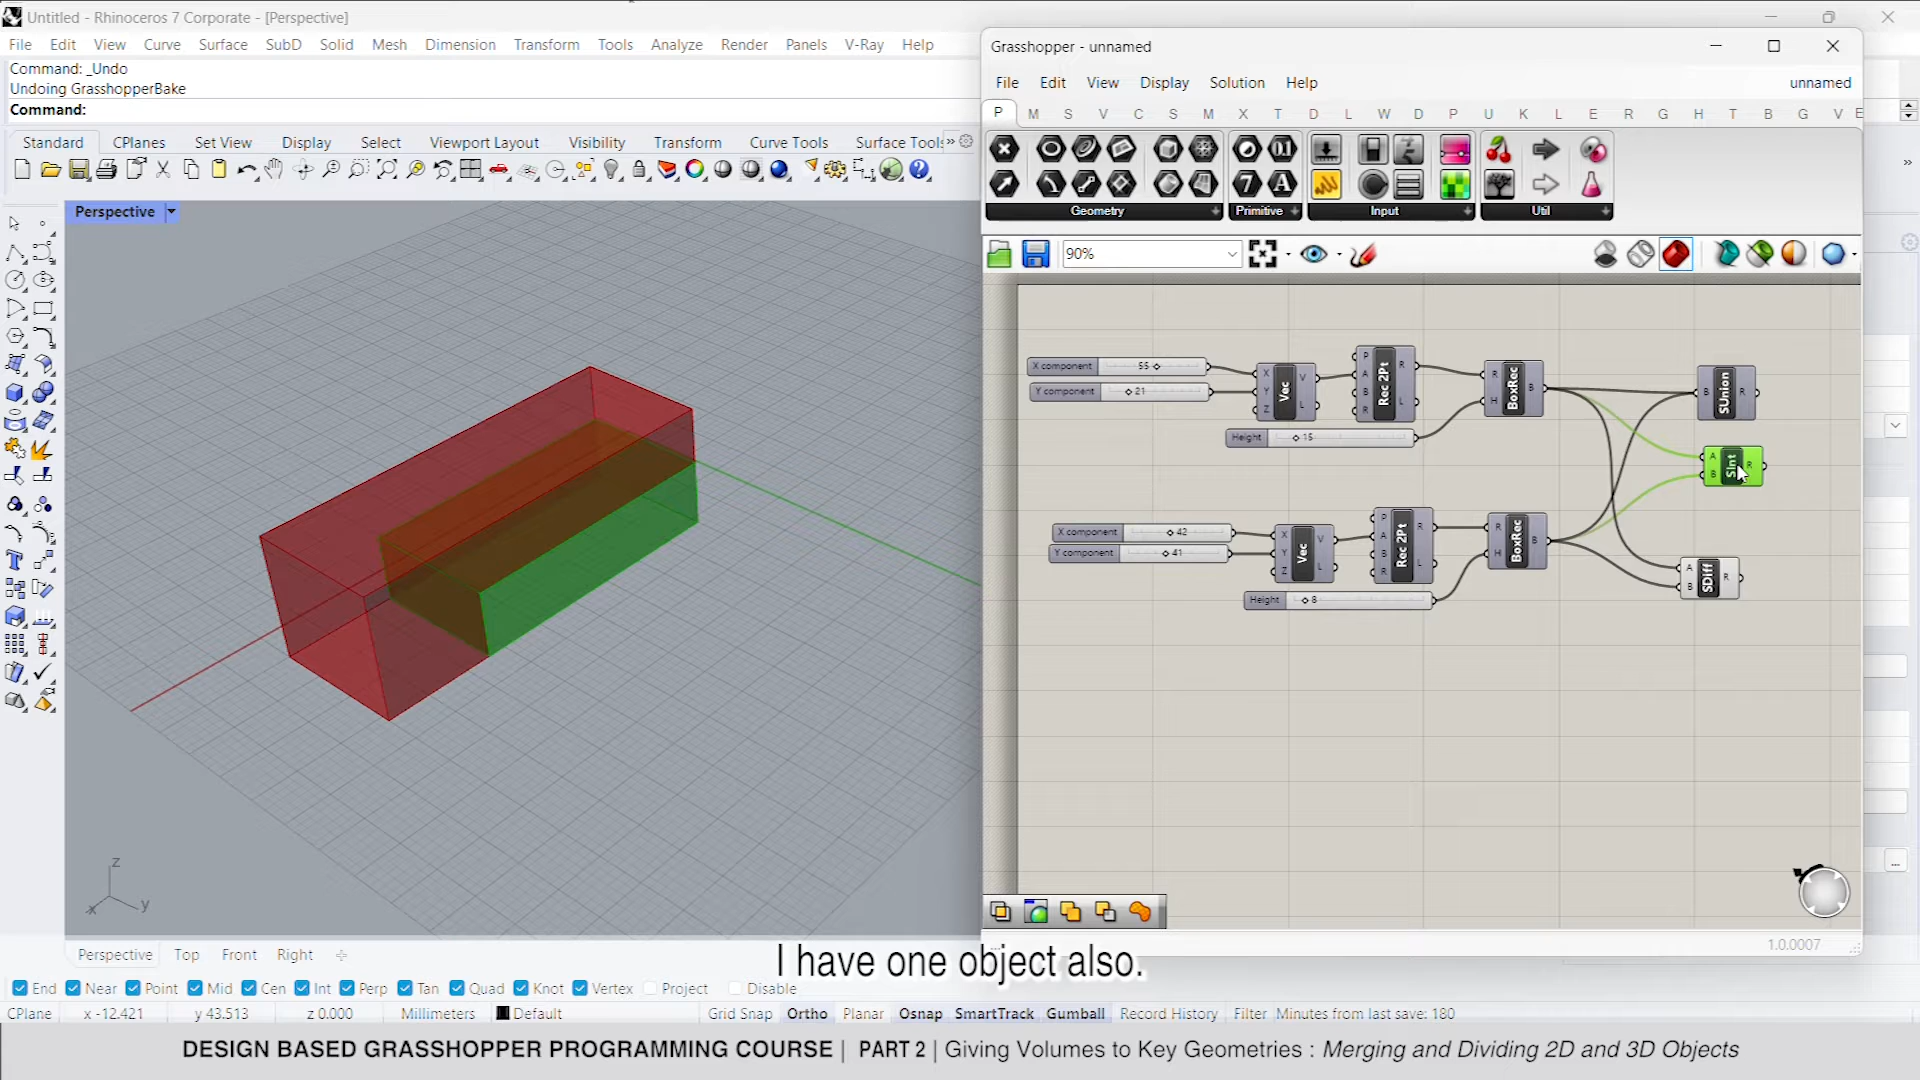 Untitled - Rhinoceros 7 Corporate - [Perspective]
File Edit View Curve Surface SubD Solid Mesh Dimension Transform Tools Analyze Render Panels V-Ray Help
Command: _Undo
Undoing GrasshopperBake
Command:
Standard CPlanes Set View Display Select Viewport Layout Visibility Transform Curve Tools Surface Tools »
Perspective
z
x y
Perspective Top Front Right
End Near Point Mid Cen Int Perp Tan Quad Knot Vertex Project Disable
CPlane x -12.421 y 43.513 z 0.000 Millimeters Default Grid Snap Ortho Planar Osnap SmartTrack Gumball Record History Filter Minutes from last save: 180
Grasshopper - unnamed
File Edit View Display Solution Help unnamed
P M S V C S M X T D L W D P U K L E R G H T B G V E
Geometry Primitive Input Util
90%
X component 55
Y component 21
Vec X Y Z V L
Rec 2Pt P A B R R L
Height 15
BoxRec R H B
SUnion B R
SInt A B R
X component 42
Y component 41
Vec X Y Z V L
Rec 2Pt P A B R R L
Height 8
BoxRec R H B
SDiff A B R
1.0.0007
I have one object also.
DESIGN BASED GRASSHOPPER PROGRAMMING COURSE | PART 2 | Giving Volumes to Key Geometries : Merging and Dividing 2D and 3D Objects